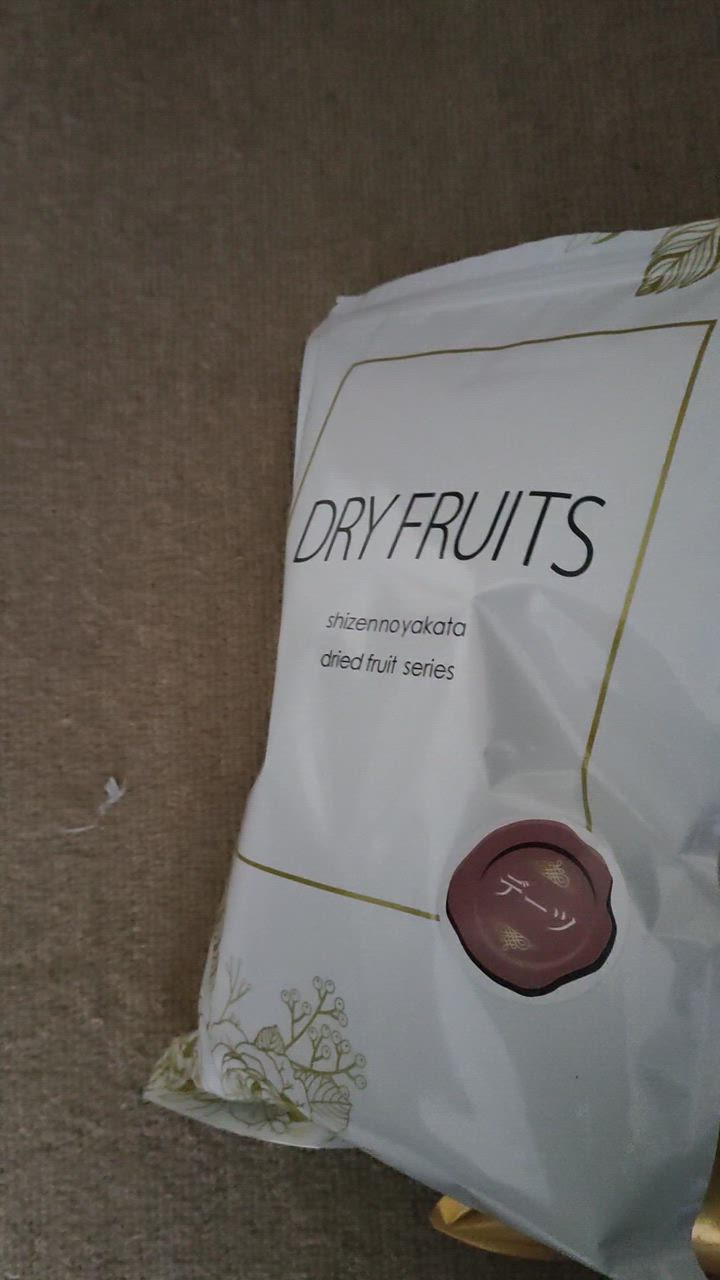 DRY FRUITS
shizennoyakata
dried fruit series
デーツ